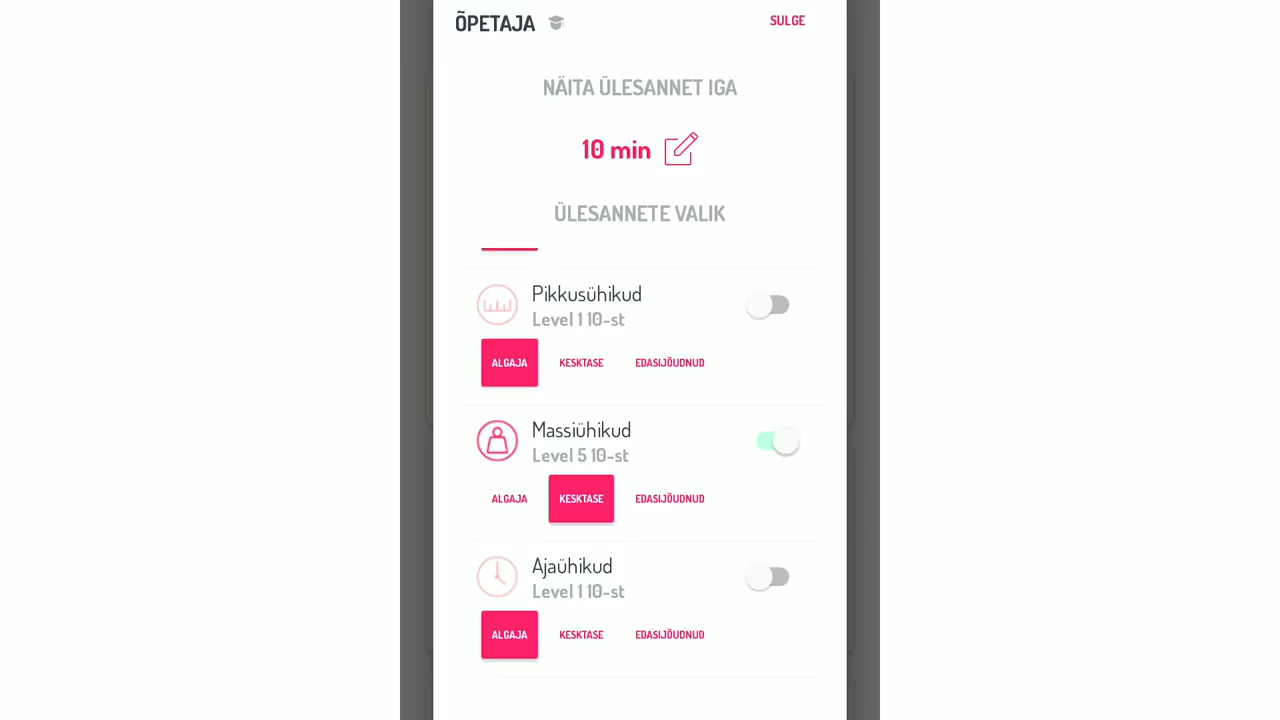 ÕPETAJA
SULGE
NÄITA ÜLESANNET IGA
10 min
ÜLESANNETE VALIK
Pikkusühikud
Level 1 10-st
ALGAJA KESKTASE EDASIJÕUDNUD
Massiühikud
Level 5 10-st
ALGAJA KESKTASE EDASIJÕUDNUD
Ajaühikud
Level 1 10-st
ALGAJA KESKTASE EDASIJÕUDNUD